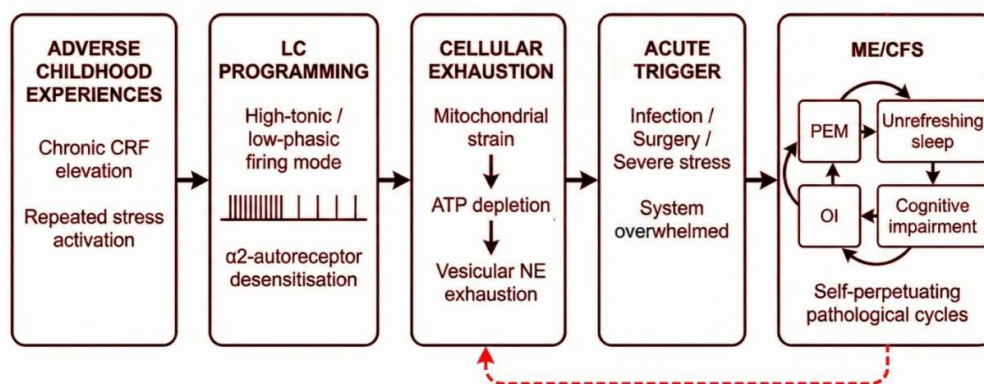 ADVERSE
CHILDHOOD
EXPERIENCES
Chronic CRF
elevation
Repeated stress
activation
LC
PROGRAMMING
High-tonic /
low-phasic
firing mode
α2-autoreceptor
desensitisation
CELLULAR
EXHAUSTION
Mitochondrial
strain
ATP depletion
Vesicular NE
exhaustion
ACUTE
TRIGGER
Infection /
Surgery /
Severe stress
System
overwhelmed
ME/CFS
PEM
Unrefreshing
sleep
OI
Cognitive
impairment
Self-perpetuating
pathological cycles